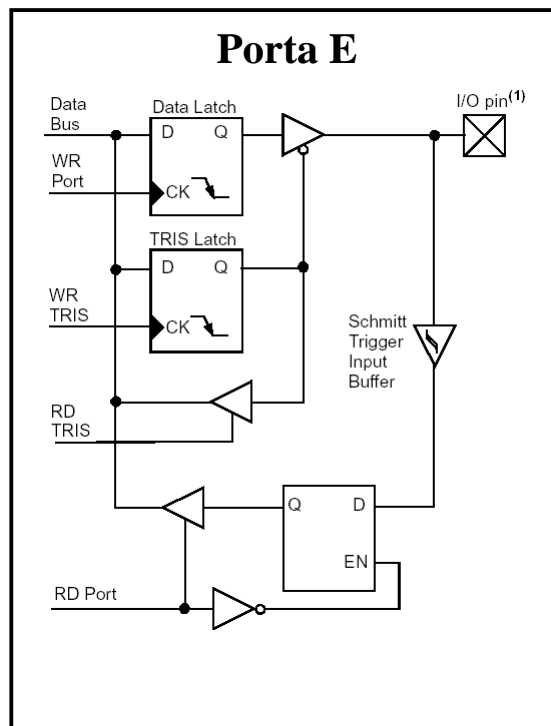 Porta E
Data
Bus
Data Latch
D Q
I/O pin(1)
WR
Port
CK
TRIS Latch
D Q
WR
TRIS
CK
Schmitt
Trigger
Input
Buffer
RD
TRIS
Q D
EN
RD Port